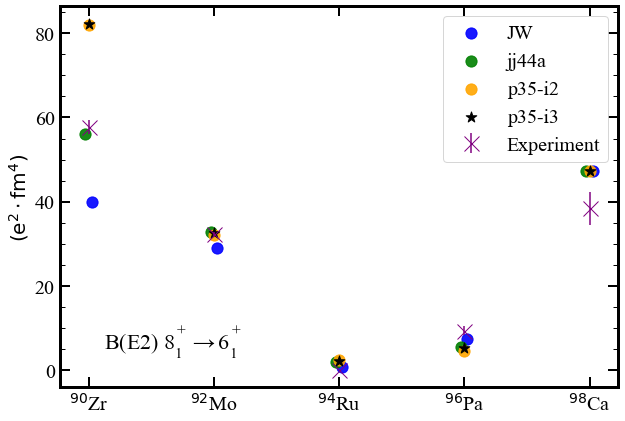 JW
jj44a
p35-i2
p35-i3
Experiment
(e² · fm⁴)
80
60
40
20
0
B(E2) 8₁⁺ → 6₁⁺
⁹⁰Zr ⁹²Mo ⁹⁴Ru ⁹⁶Pa ⁹⁸Ca